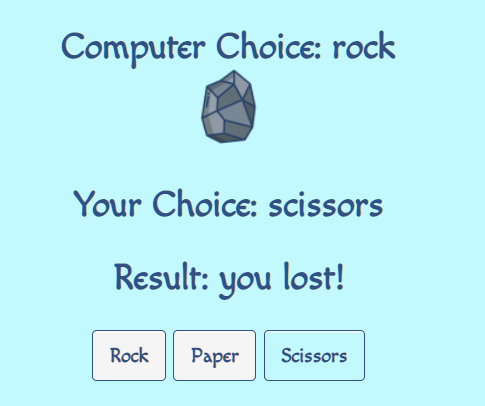 Computer Choice: rock
Your Choice: scissors
Result: you lost!
Rock Paper Scissors